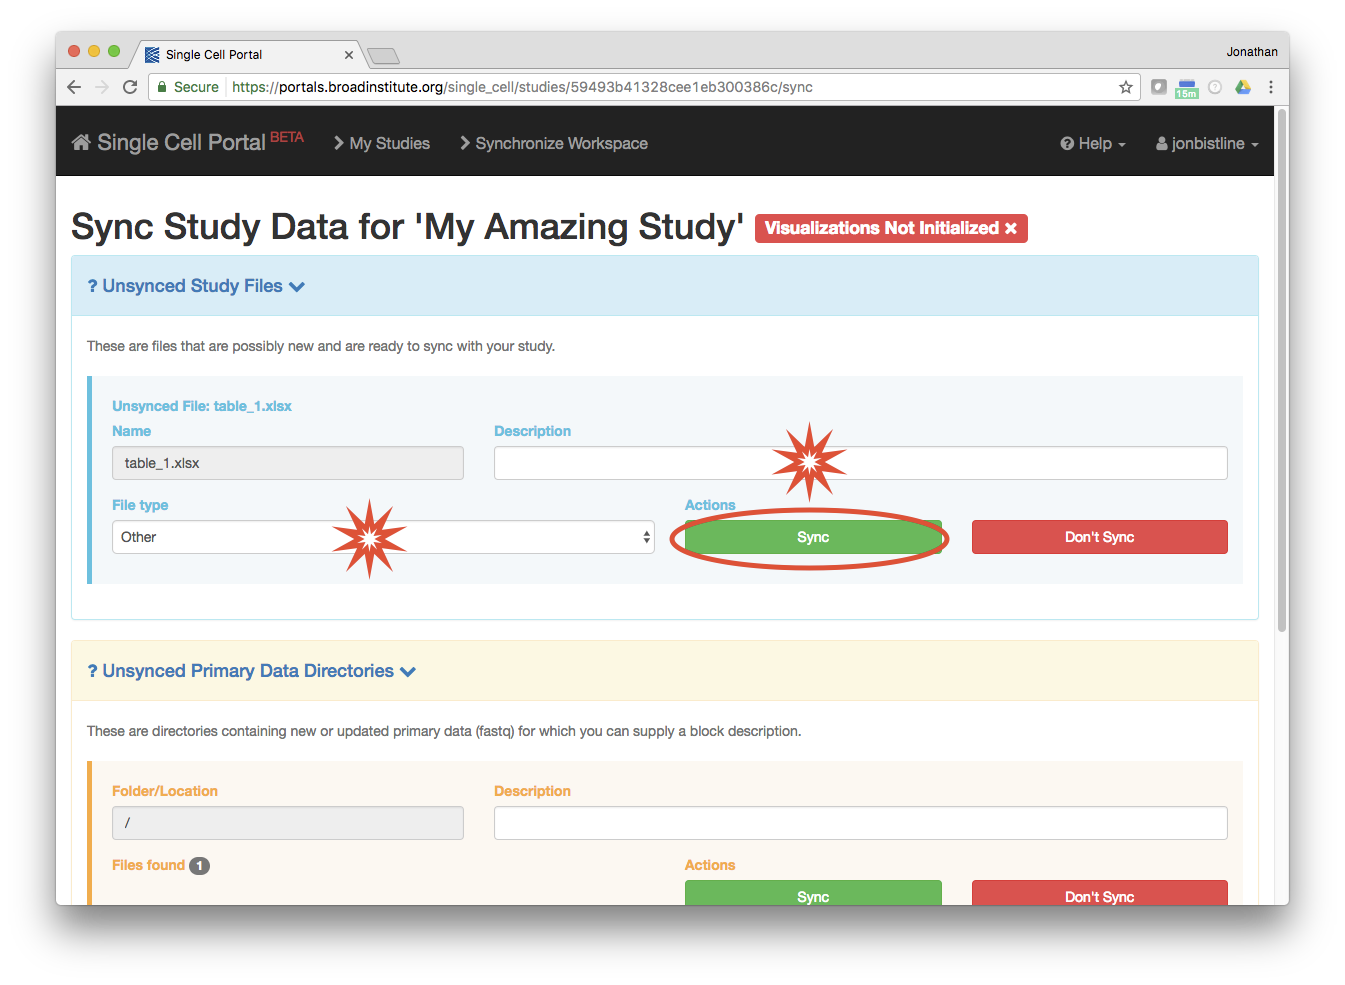 Single Cell Portal
Jonathan
Secure https://portals.broadinstitute.org/single_cell/studies/59493b41328cee1eb300386c/sync
15m
Single Cell Portal BETA My Studies Synchronize Workspace Help jonbistline
Sync Study Data for 'My Amazing Study' Visualizations Not Initialized ✖
? Unsynced Study Files
These are files that are possibly new and are ready to sync with your study.
Unsynced File: table_1.xlsx
Name Description
table_1.xlsx
File type Actions
Other Sync Don't Sync
? Unsynced Primary Data Directories
These are directories containing new or updated primary data (fastq) for which you can supply a block description.
Folder/Location Description
/
Files found 1 Actions
Sync Don't Sync